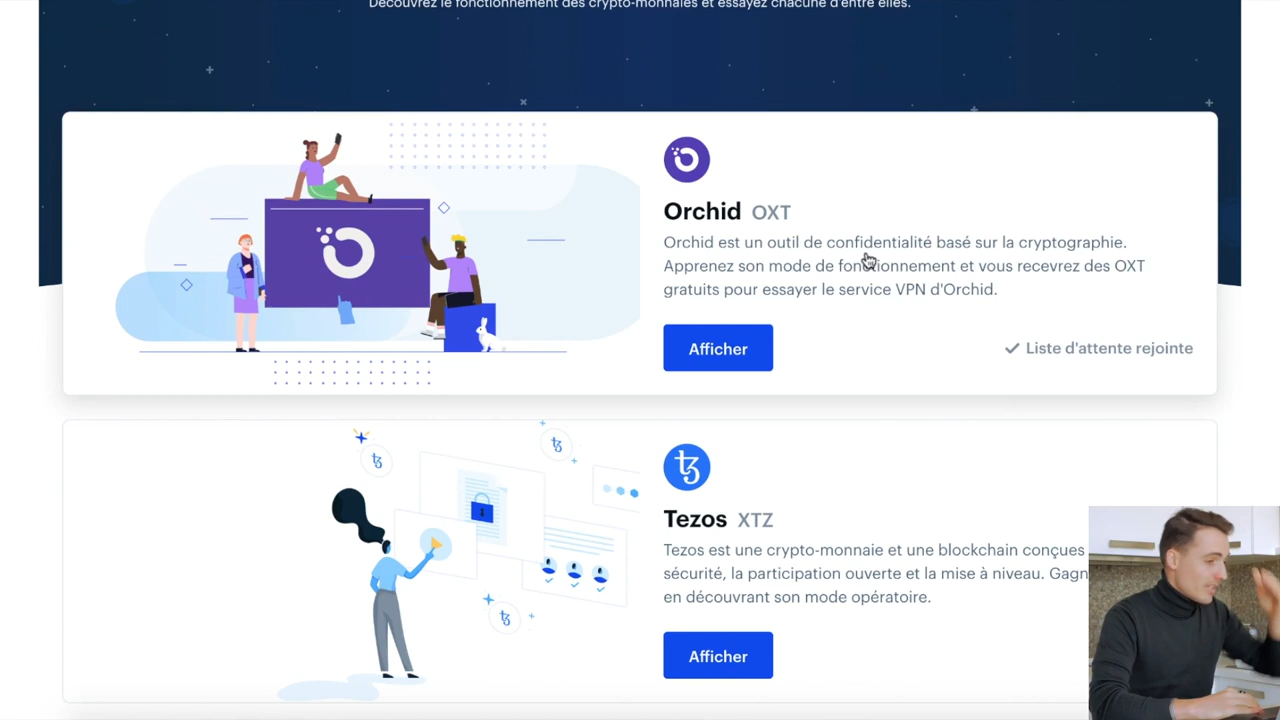 Découvrez le fonctionnement des crypto-monnaies et essayez chacune d'entre elles.
Orchid OXT
Orchid est un outil de confidentialité basé sur la cryptographie.
Apprenez son mode de fonctionnement et vous recevrez des OXT
gratuits pour essayer le service VPN d'Orchid.
Afficher
Liste d'attente rejointe
Tezos XTZ
Tezos est une crypto-monnaie et une blockchain conçues
sécurité, la participation ouverte et la mise à niveau. Gagn
en découvrant son mode opératoire.
Afficher